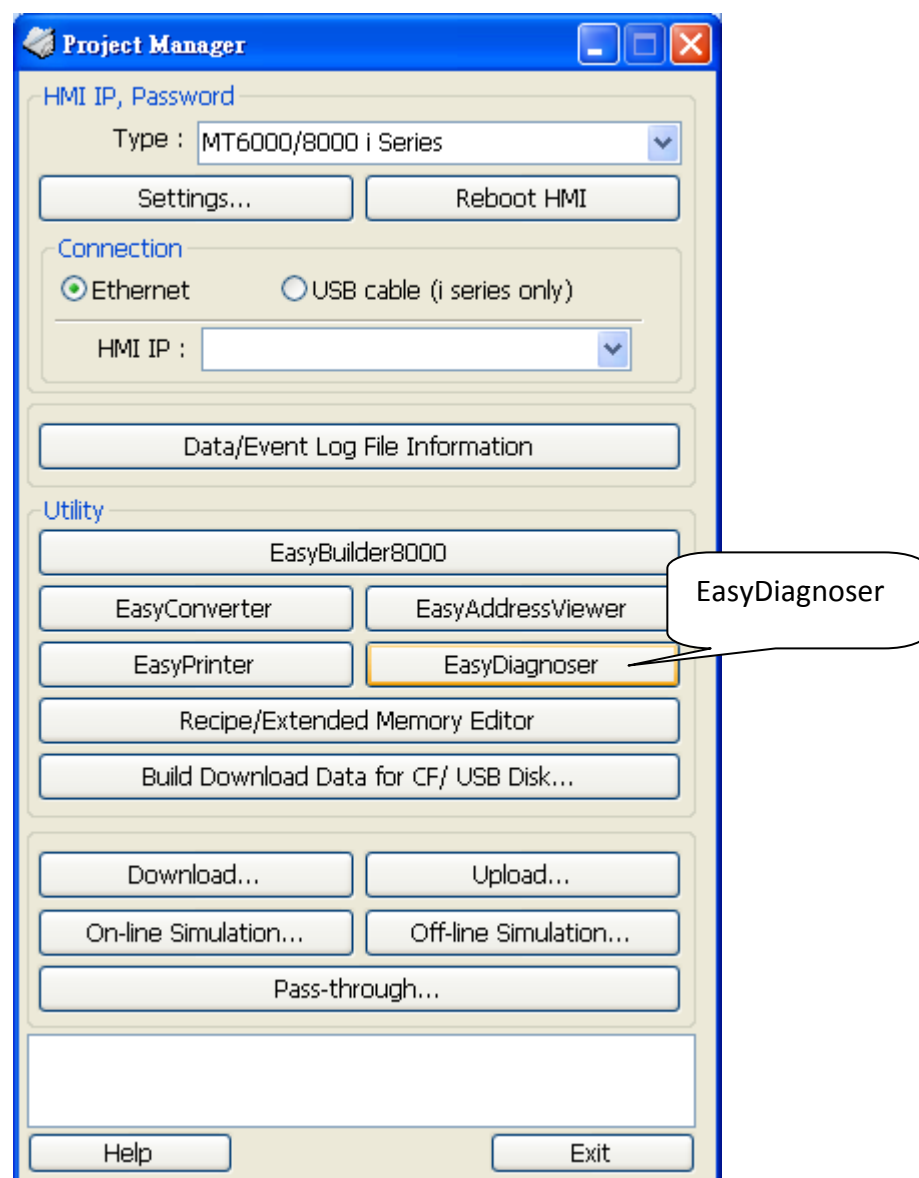 Project Manager
HMI IP, Password
Type : MT6000/8000 i Series
Settings... Reboot HMI
Connection
Ethernet USB cable (i series only)
HMI IP :
Data/Event Log File Information
Utility
EasyBuilder8000
EasyConverter EasyAddressViewer
EasyDiagnoser
EasyPrinter EasyDiagnoser
Recipe/Extended Memory Editor
Build Download Data for CF/ USB Disk...
Download... Upload...
On-line Simulation... Off-line Simulation...
Pass-through...
Help Exit